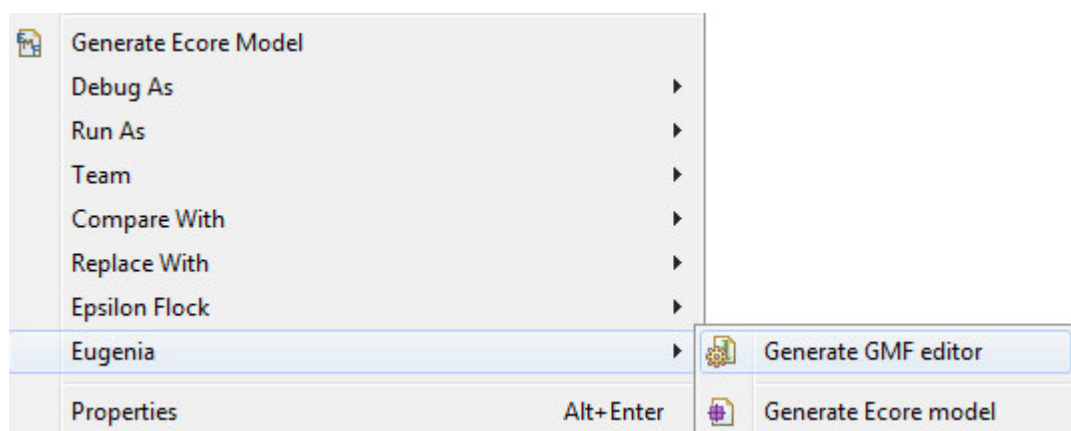 Generate Ecore Model
Debug As
Run As
Team
Compare With
Replace With
Epsilon Flock
Eugenia
Generate GMF editor
Properties Alt+Enter
Generate Ecore model